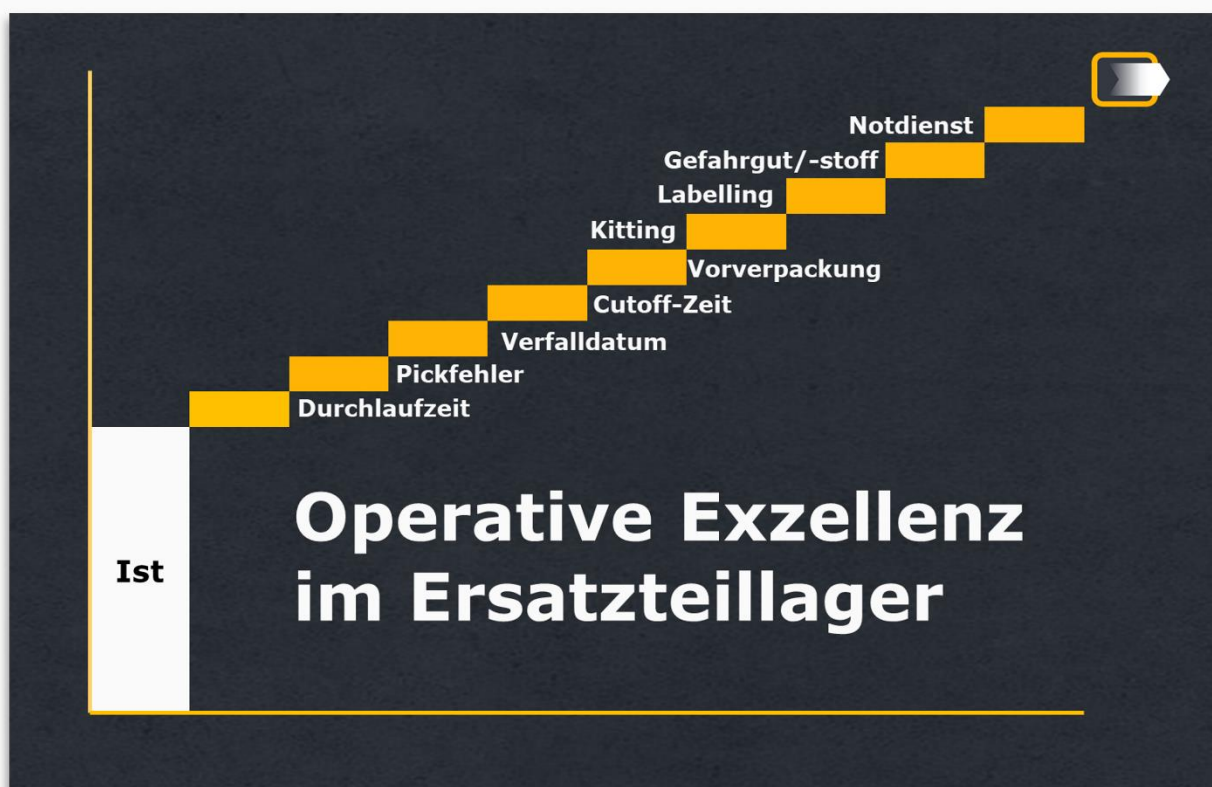 Notdienst
Gefahrgut/-stoff
Labelling
Kitting
Vorverpackung
Cutoff-Zeit
Verfalldatum
Pickfehler
Durchlaufzeit
Operative Exzellenz
im Ersatzteillager
Ist